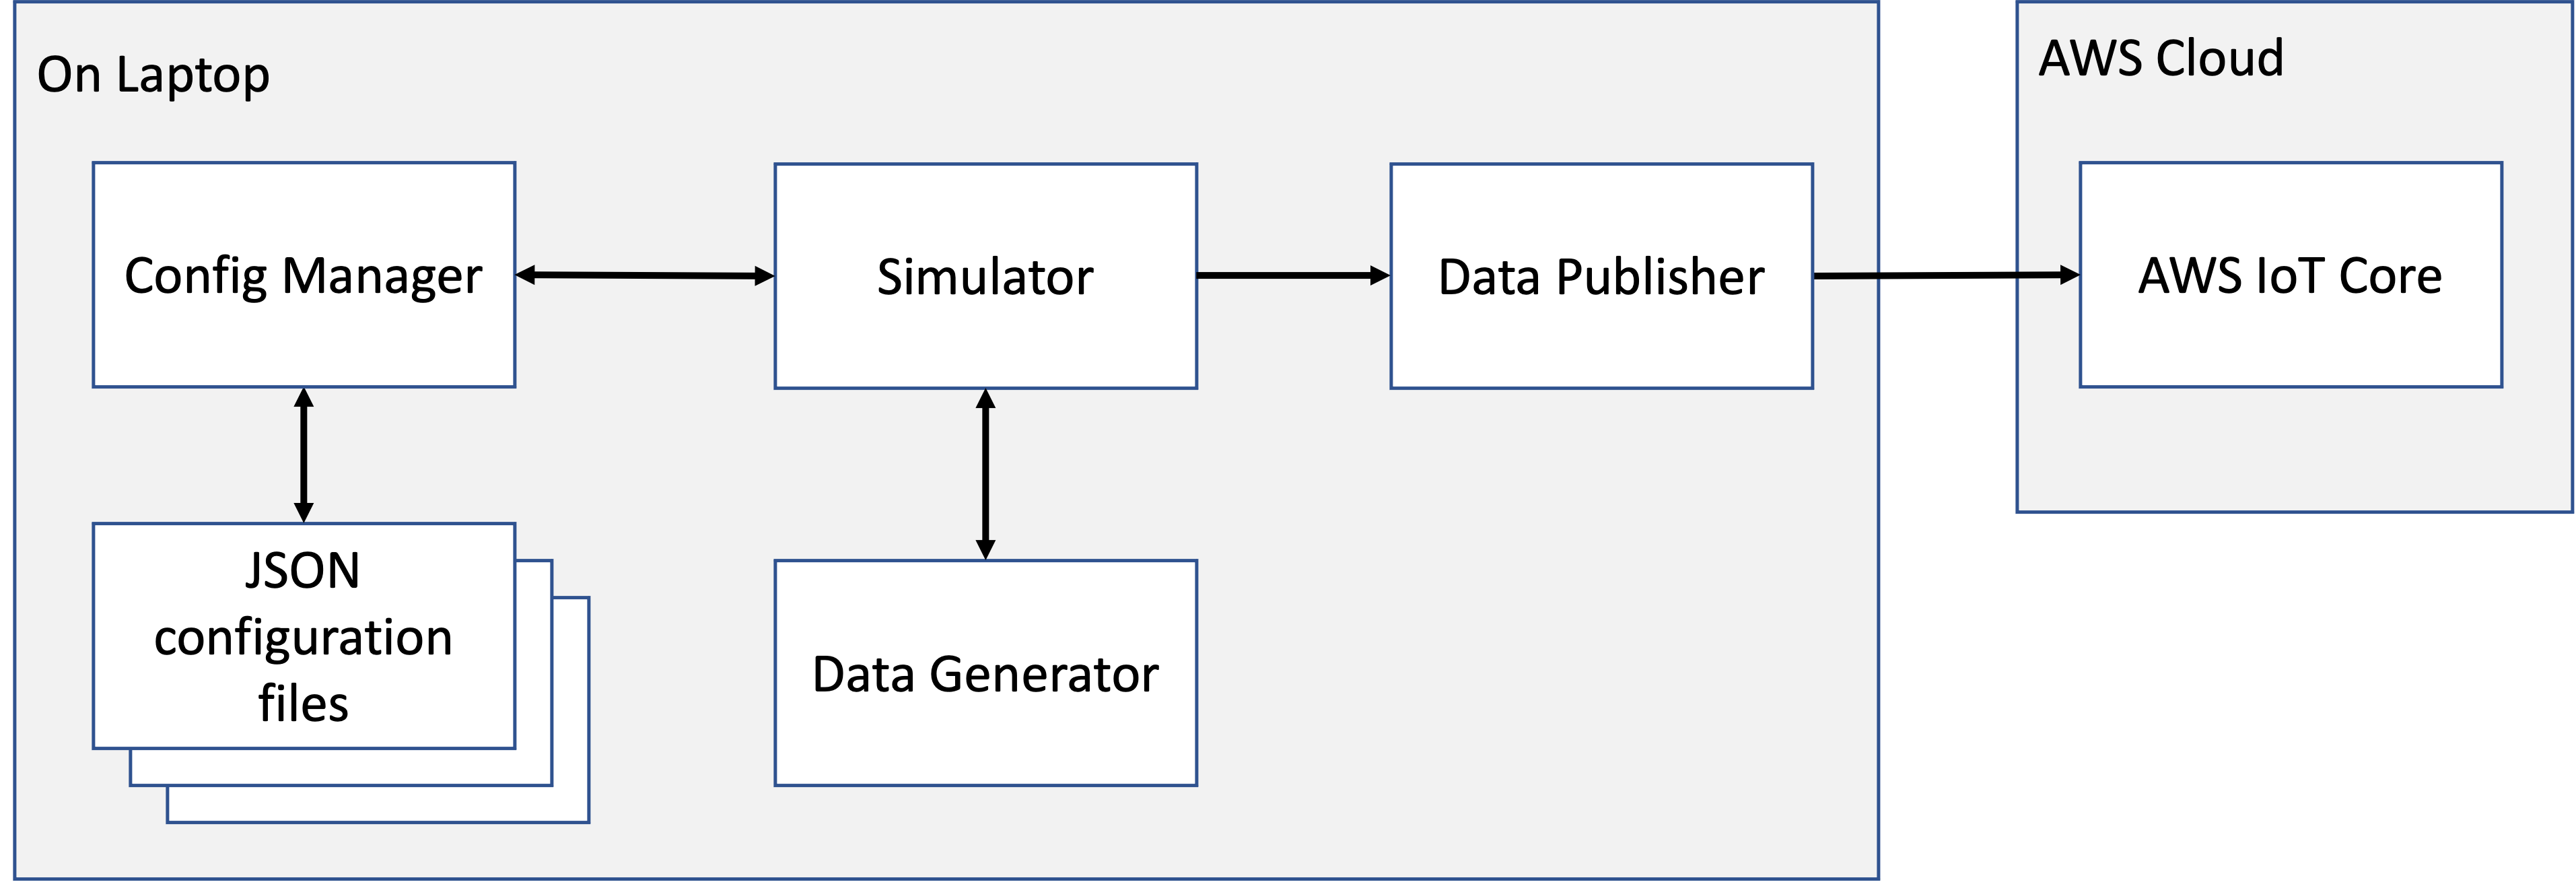 On Laptop
AWS Cloud
Config Manager
Simulator
Data Publisher
AWS IoT Core
JSON
configuration
files
Data Generator